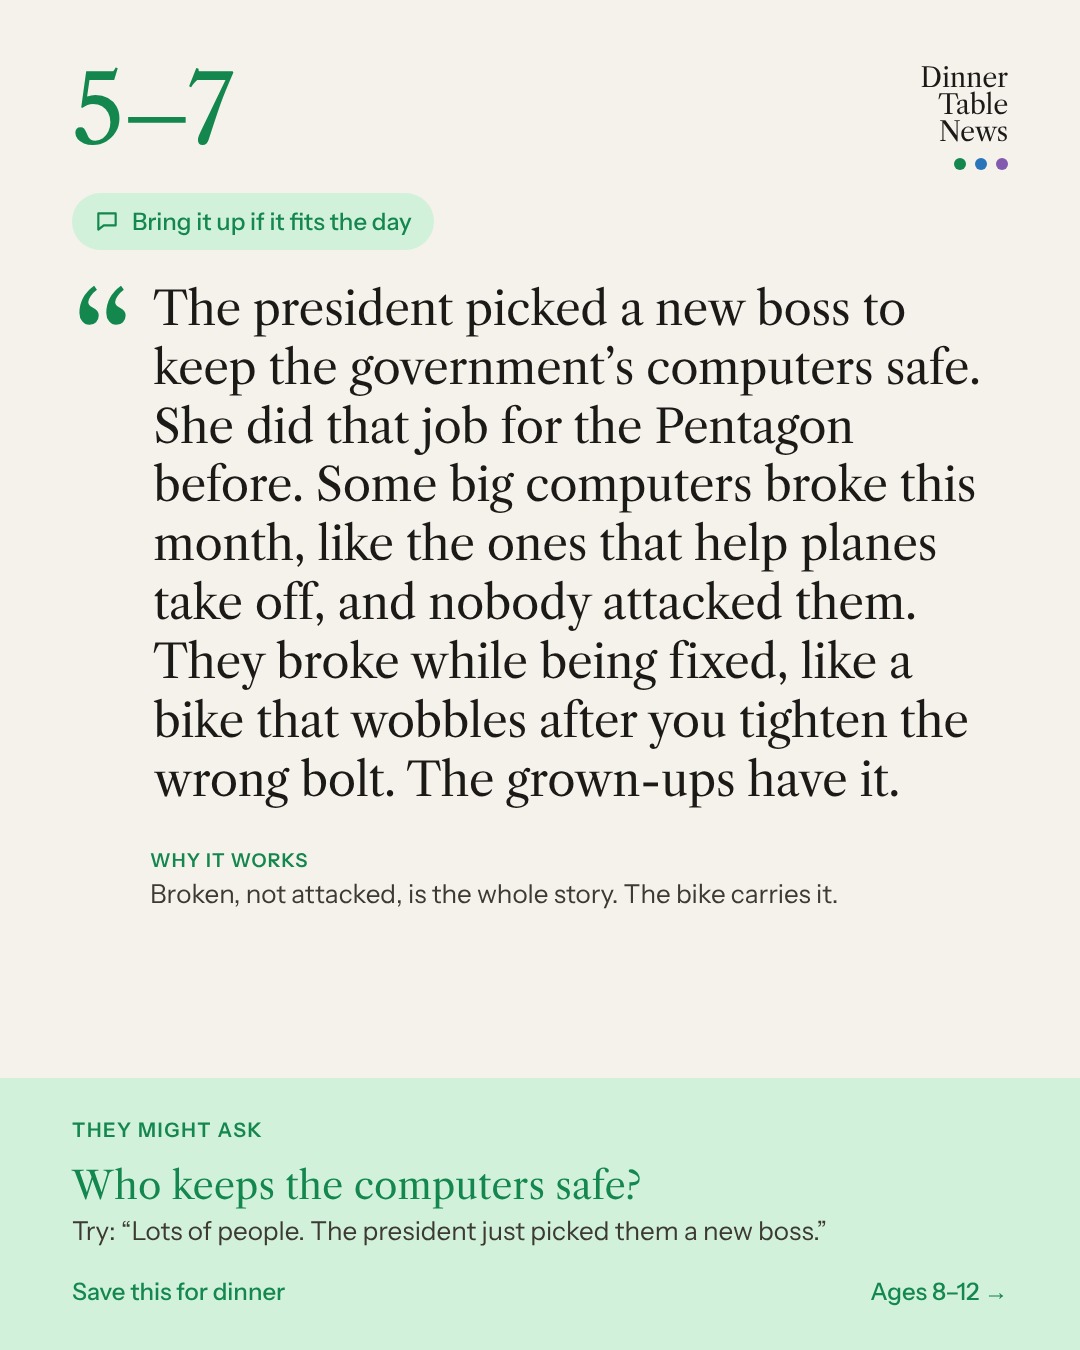 5–7
Dinner
Table
News
Bring it up if it fits the day
“The president picked a new boss to
keep the government’s computers safe.
She did that job for the Pentagon
before. Some big computers broke this
month, like the ones that help planes
take off, and nobody attacked them.
They broke while being fixed, like a
bike that wobbles after you tighten the
wrong bolt. The grown-ups have it.
WHY IT WORKS
Broken, not attacked, is the whole story. The bike carries it.
THEY MIGHT ASK
Who keeps the computers safe?
Try: “Lots of people. The president just picked them a new boss.”
Save this for dinner
Ages 8–12 →